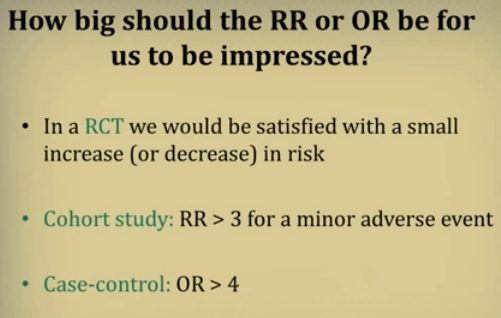 How big should the RR or OR be for
us to be impressed?
• In a RCT we would be satisfied with a small
increase (or decrease) in risk
• Cohort study: RR > 3 for a minor adverse event
• Case-control: OR > 4